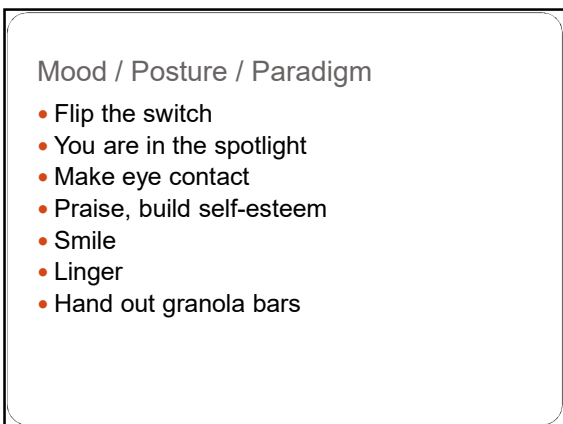 Mood / Posture / Paradigm
• Flip the switch
• You are in the spotlight
• Make eye contact
• Praise, build self-esteem
• Smile
• Linger
• Hand out granola bars